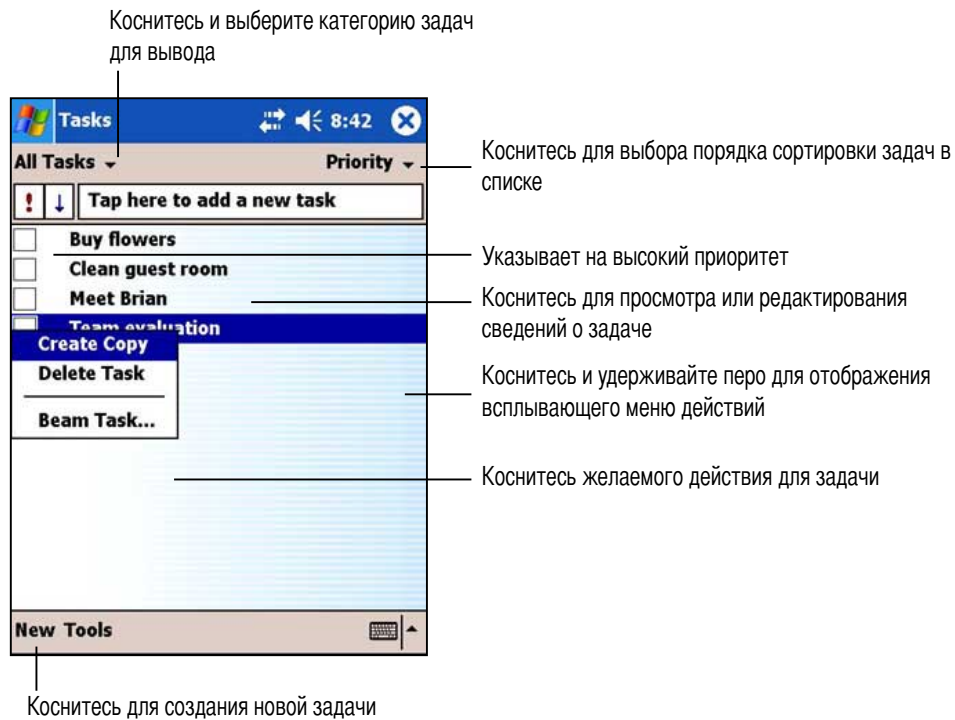 Коснитесь и выберите категорию задач
для вывода
Tasks 8:42
All Tasks Priority
Коснитесь для выбора порядка сортировки задач в
списке
! ↓ Tap here to add a new task
Buy flowers
Указывает на высокий приоритет
Clean guest room
Meet Brian
Коснитесь для просмотра или редактирования
сведений о задаче
Team evaluation
Create Copy
Delete Task
Beam Task...
Коснитесь и удерживайте перо для отображения
всплывающего меню действий
Коснитесь желаемого действия для задачи
New Tools
Коснитесь для создания новой задачи